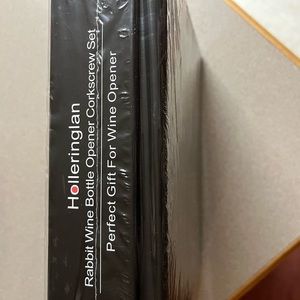 Holleringlan
Rabbit Wine Bottle Opener Corkscrew Set
Perfect Gift For Wine Opener